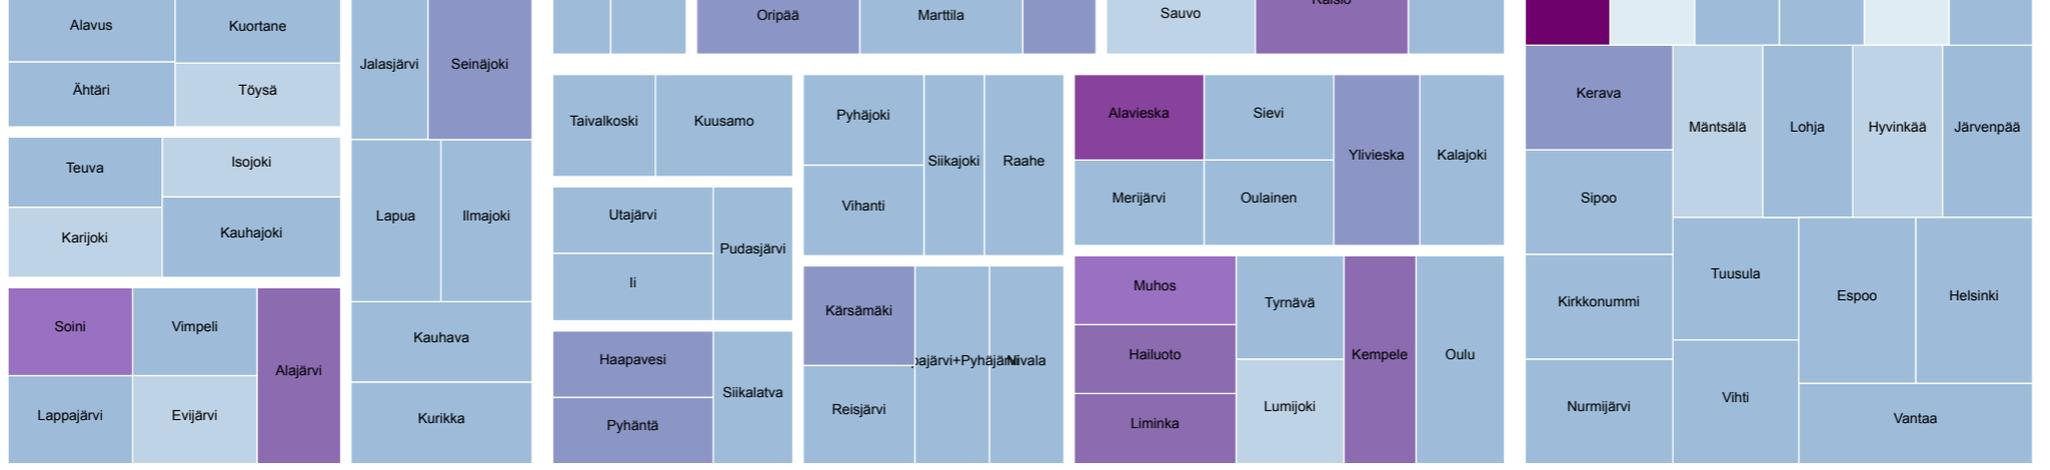 Alavus
Kuortane
Ähtäri
Töysä
Teuva
Isojoki
Karijoki
Kauhajoki
Soini
Vimpeli
Alajärvi
Lappajärvi
Evijärvi
Jalasjärvi
Seinäjoki
Lapua
Ilmajoki
Kauhava
Kurikka
Oripää
Marttila
Sauvo
Taivalkoski
Kuusamo
Utajärvi
Ii
Pudasjärvi
Haapavesi
Pyhäntä
Siikalatva
Pyhäjoki
Vihanti
Siikajoki
Raahe
Kärsämäki
Reisjärvi
Alavieska
Sievi
Merijärvi
Oulainen
Ylivieska
Kalajoki
Muhos
Hailuoto
Liminka
Tyrnävä
Lumijoki
Kempele
Oulu
Kerava
Sipoo
Kirkkonummi
Nurmijärvi
Mäntsälä
Lohja
Hyvinkää
Järvenpää
Tuusula
Vihti
Espoo
Helsinki
Vantaa